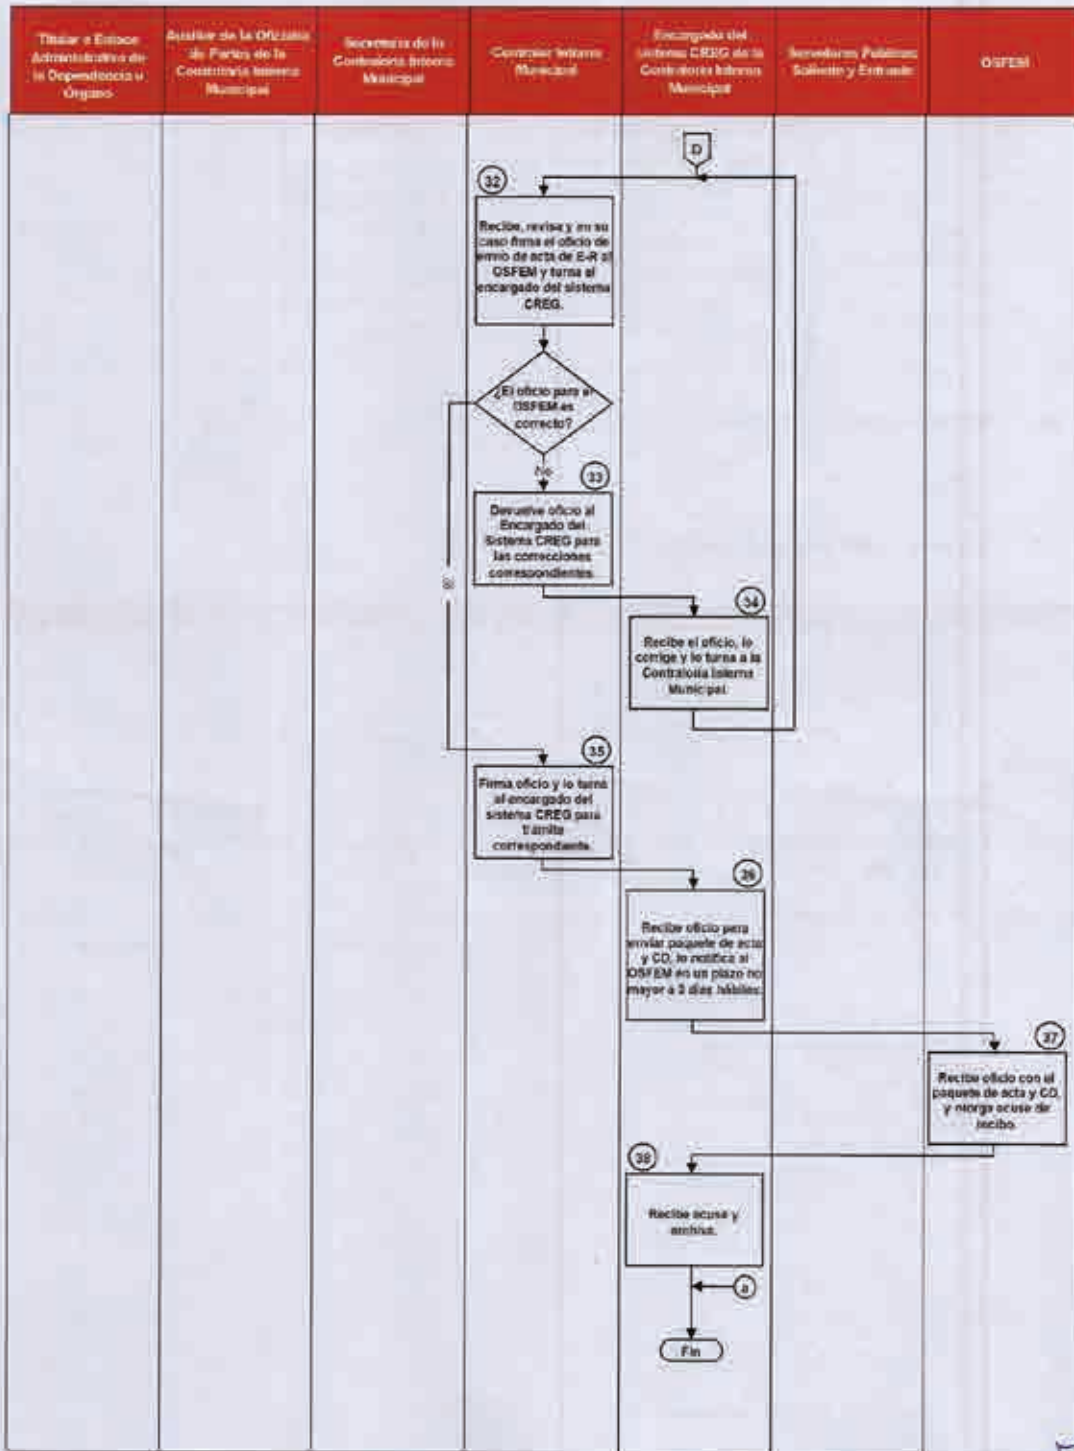 Titular o Enlace
Administrativo de
la Dependencia u
Órgano
Auxiliar de la Oficialía
de Partes de la
Contraloría Interna
Municipal
Secretaria de la
Contraloría Interna
Municipal
Contralor Interno
Municipal
Encargado del
sistema CREG de la
Contraloría Interna
Municipal
Servidores Públicos
Saliente y Entrante
OSFEM
D
32
Recibe, revisa y en su
caso firma el oficio de
envío de acta de E-R al
OSFEM y turna al
encargado del sistema
CREG.
¿El oficio para el
OSFEM es
correcto?
No
33
Devuelve oficio al
Encargado del
Sistema CREG para
las correcciones
correspondientes.
34
Recibe el oficio, lo
corrige y lo turna a la
Contraloría Interna
Municipal.
35
Firma oficio y lo turna
al encargado del
sistema CREG para
trámite
correspondiente.
36
Recibe oficio para
enviar paquete de acta
y CD, lo notifica al
OSFEM en un plazo no
mayor a 3 días hábiles.
37
Recibe oficio con el
paquete de acta y CD,
y otorga acuse de
recibo.
38
Recibe acuse y
archiva.
a
Fin